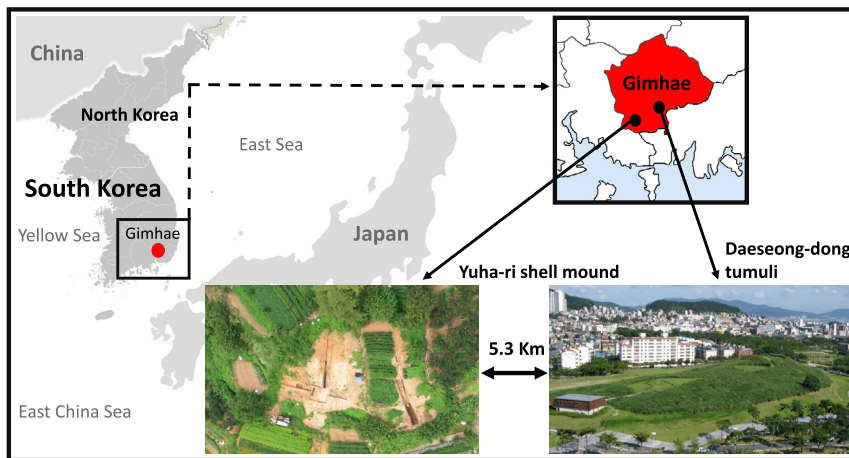 China
North Korea
East Sea
South Korea
Yellow Sea
Gimhae
Japan
East China Sea
Gimhae
Yuha-ri shell mound
Daeseong-dong
tumuli
5.3 Km